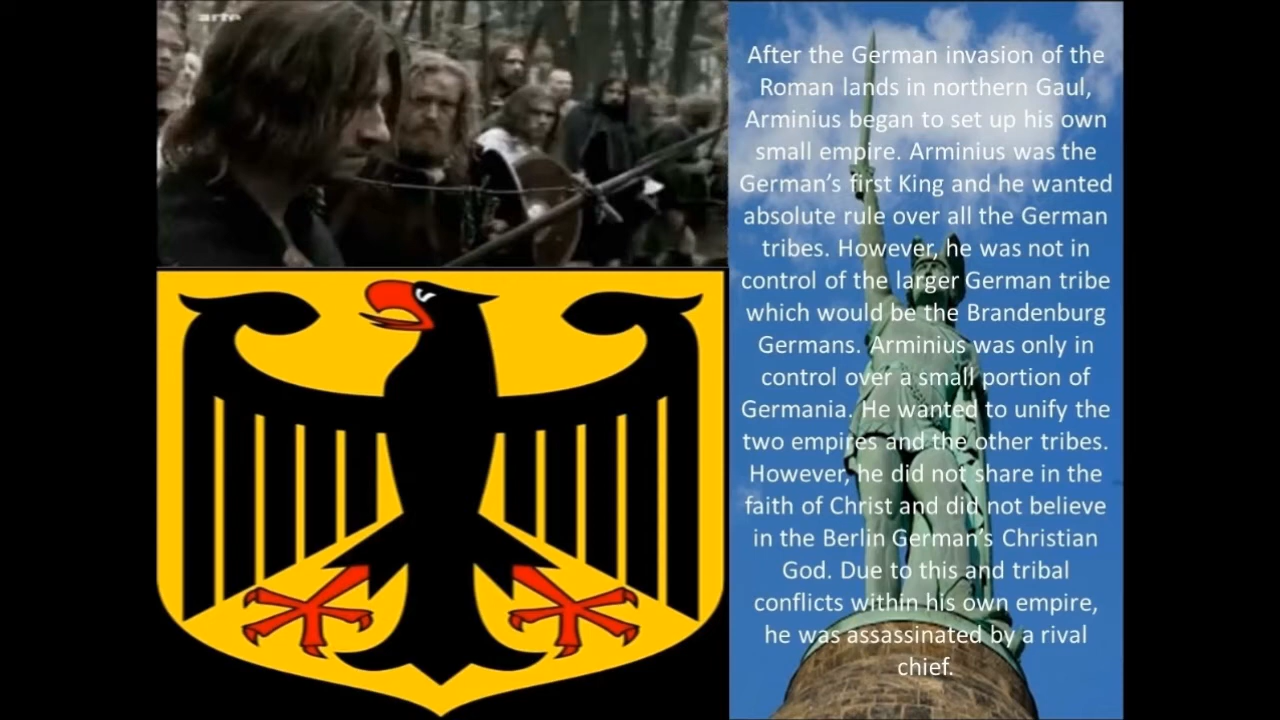 arte
After the German invasion of the
Roman lands in northern Gaul,
Arminius began to set up his own
small empire. Arminius was the
German’s first King and he wanted
absolute rule over all the German
tribes. However, he was not in
control of the larger German tribe
which would be the Brandenburg
Germans. Arminius was only in
control over a small portion of
Germania. He wanted to unify the
two empires and the other tribes.
However, he did not share in the
faith of Christ and did not believe
in the Berlin German’s Christian
God. Due to this and tribal
conflicts within his own empire,
he was assassinated by a rival
chief.